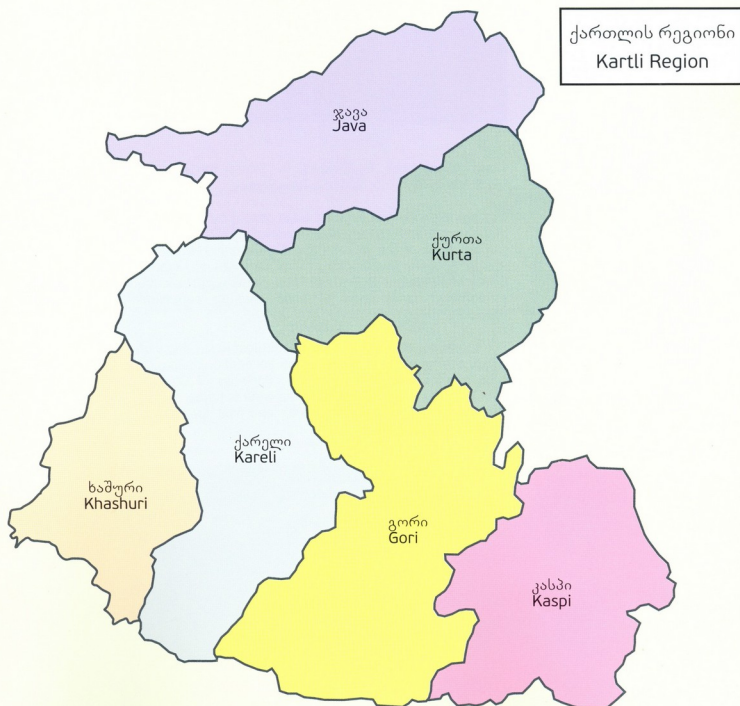 ქართლის რეგიონი
Kartli Region
ჯავა
Java
ქურთა
Kurta
ქარელი
Kareli
ხაშური
Khashuri
გორი
Gori
კასპი
Kaspi